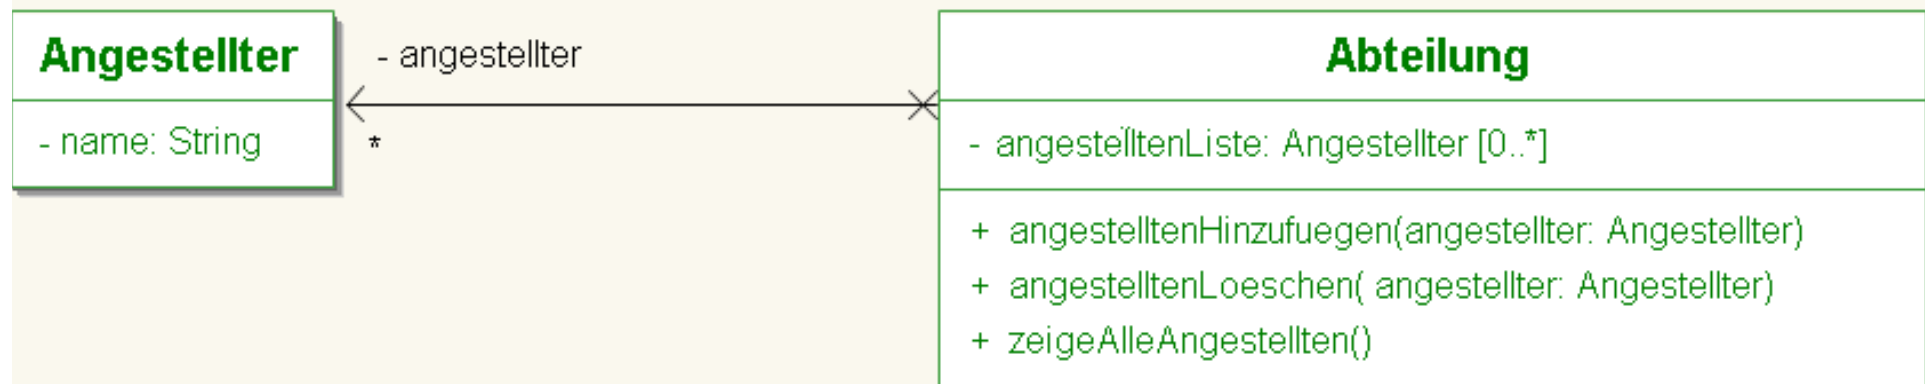 Angestellter
- name: String
- angestellter
*
Abteilung
- angestelltenListe: Angestellter [0..*]
+ angestelltenHinzufuegen(angestellter: Angestellter)
+ angestelltenLoeschen( angestellter: Angestellter)
+ zeigeAlleAngestellten()